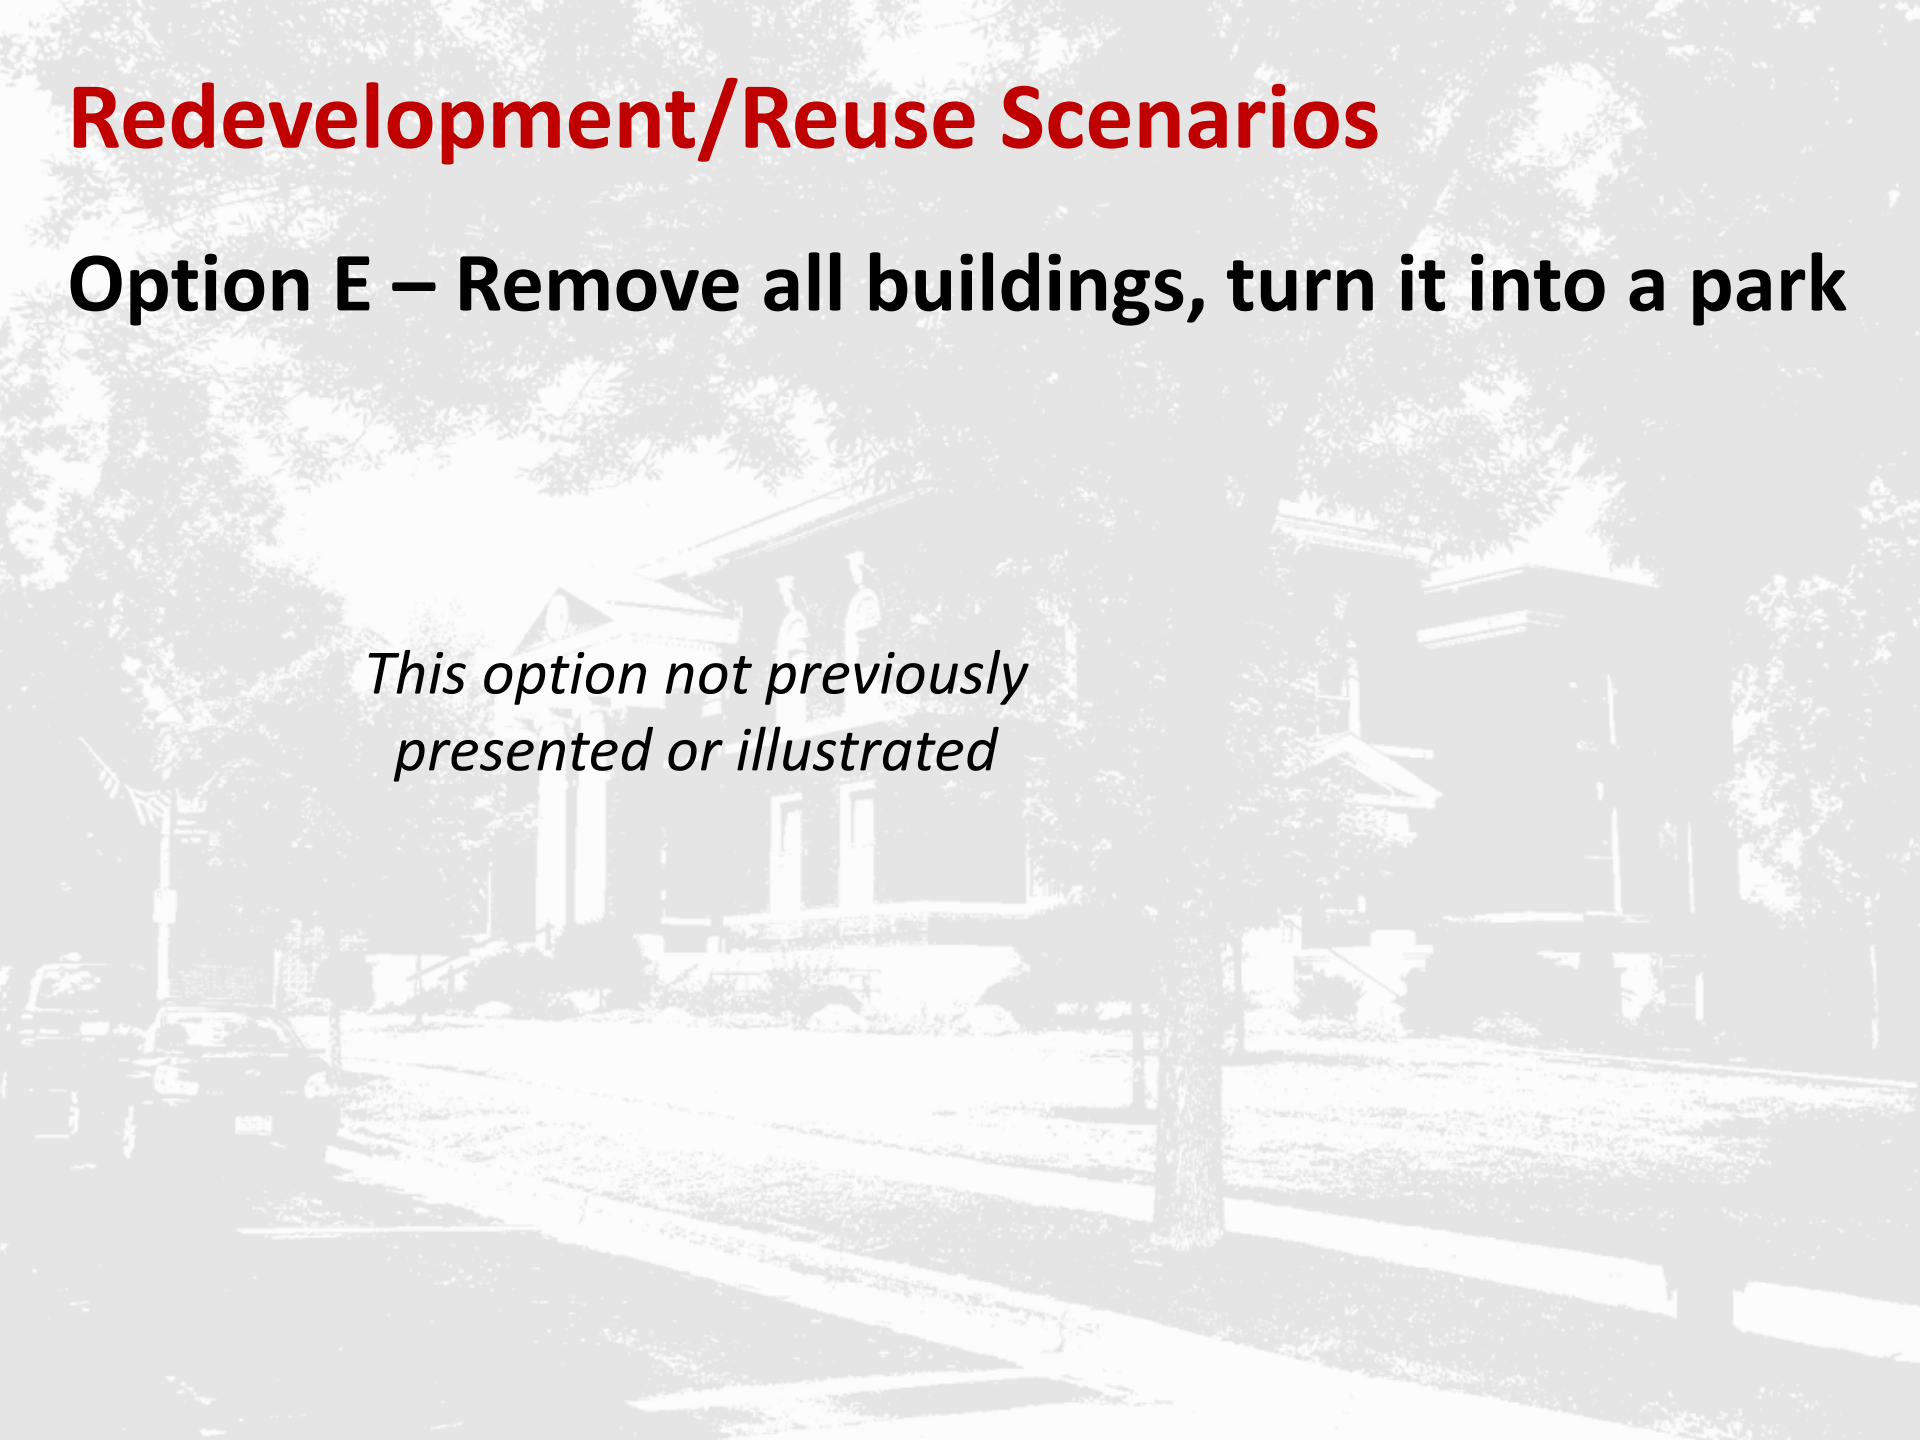 Redevelopment/Reuse Scenarios
Option E – Remove all buildings, turn it into a park
This option not previously
presented or illustrated